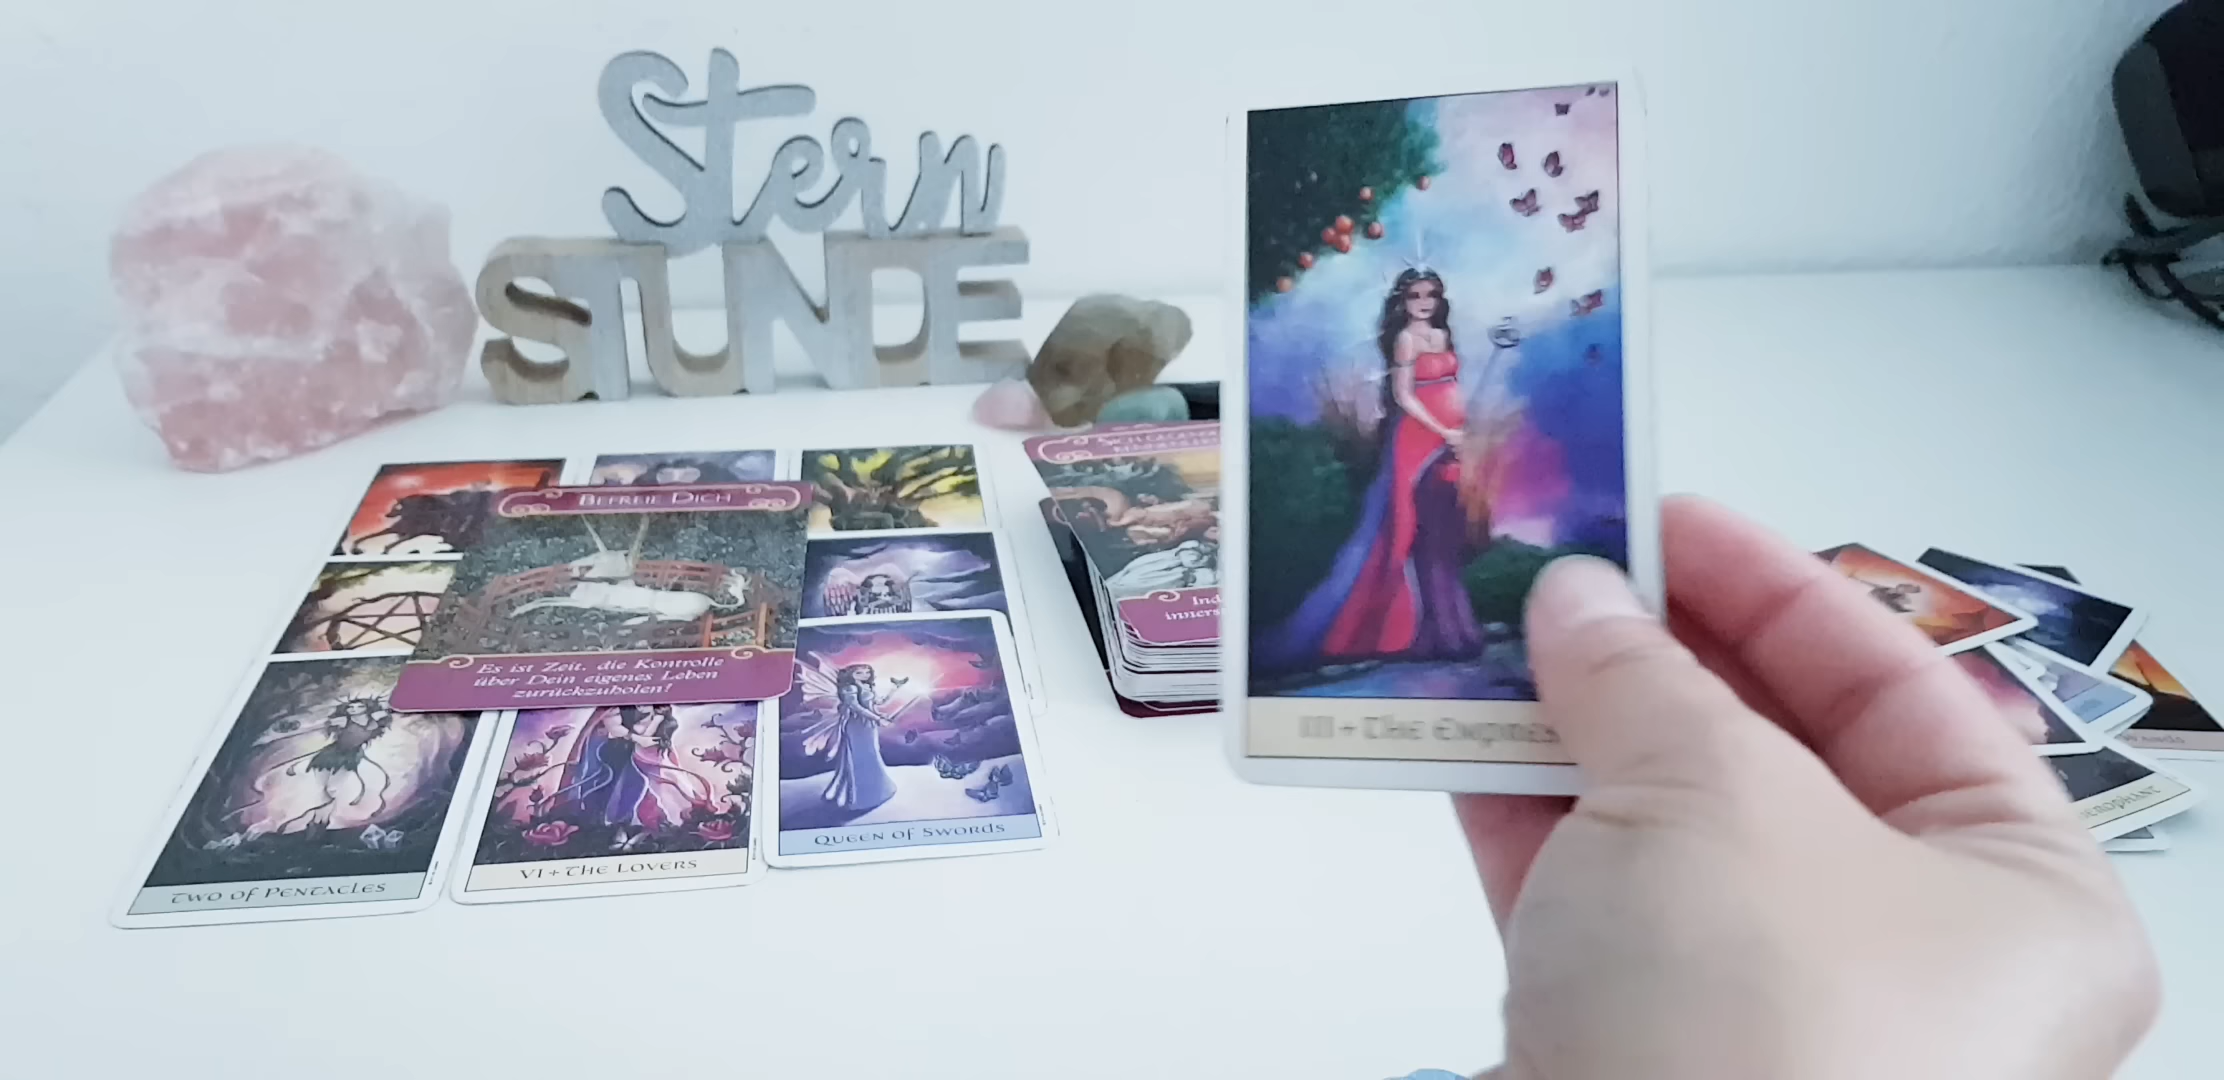 Stern
STUNDE
BEFREIE DICH
Es ist Zeit, die Kontrolle
über Dein eigenes Leben
zurückzuholen!
TWO OF PENTACLES
VI + THE LOVERS
QUEEN OF SWORDS
III + THE EMPRESS